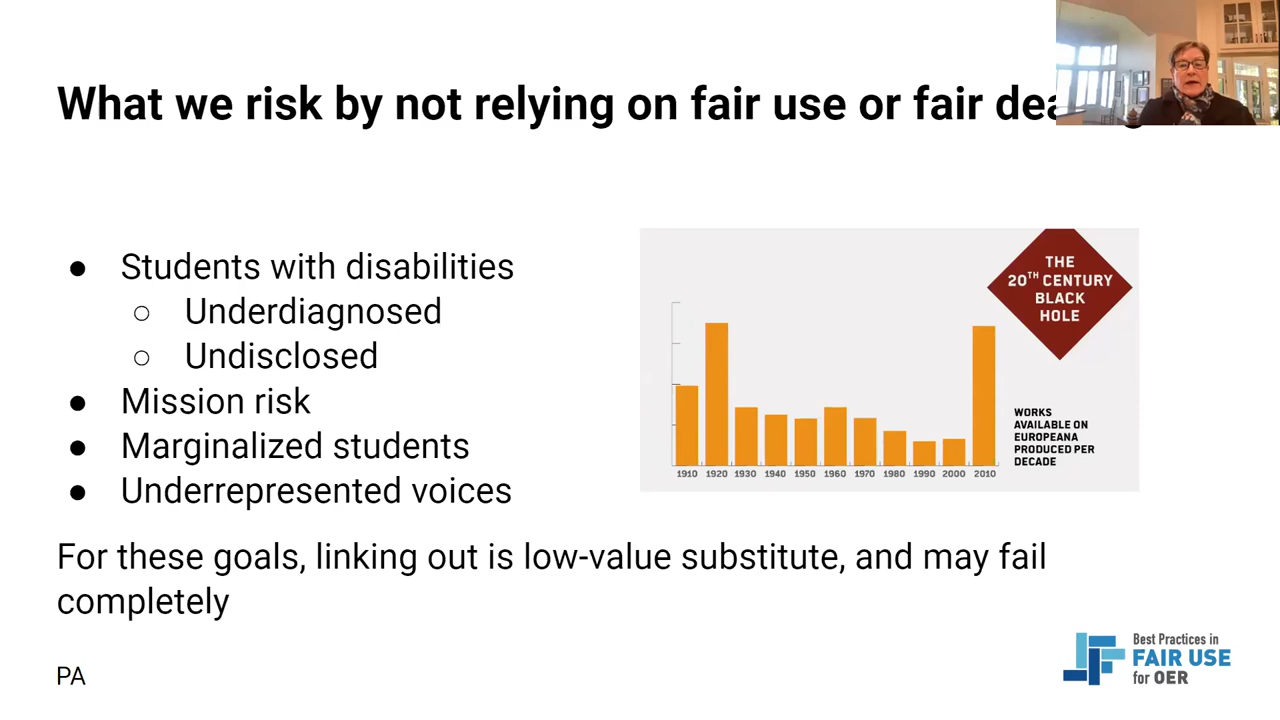 What we risk by not relying on fair use or fair dea
● Students with disabilities
○ Underdiagnosed
○ Undisclosed
● Mission risk
● Marginalized students
● Underrepresented voices
THE
20TH CENTURY
BLACK
HOLE
WORKS
AVAILABLE ON
EUROPEANA
PRODUCED PER
DECADE
1910 1920 1930 1940 1950 1960 1970 1980 1990 2000 2010
For these goals, linking out is low-value substitute, and may fail
completely
PA
Best Practices in
FAIR USE
for OER